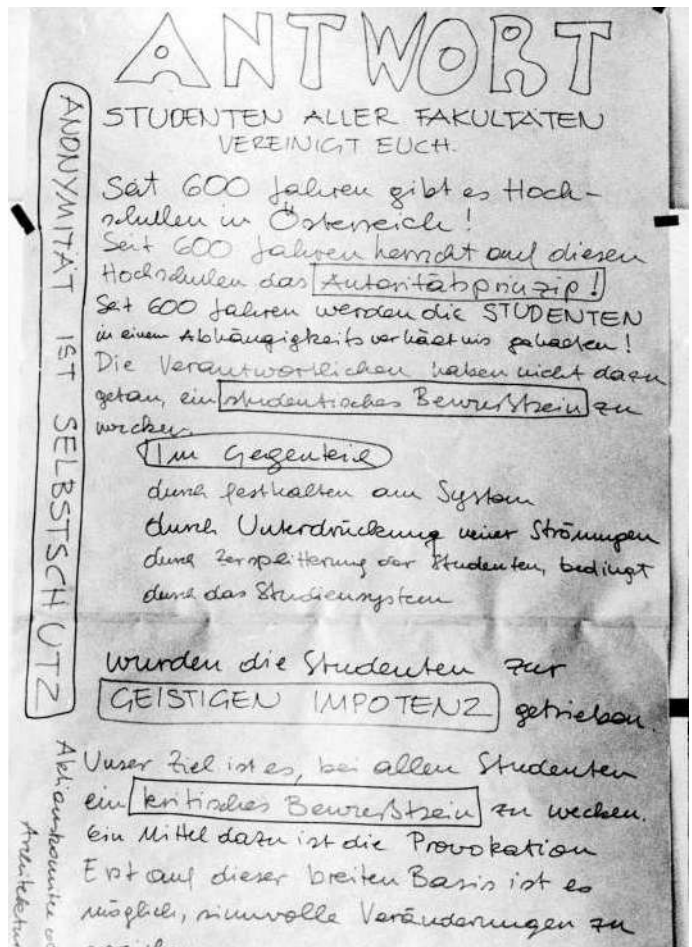 ANTWORT
STUDENTEN ALLER FAKULTÄTEN
VEREINIGT EUCH.
Seit 600 Jahren gibt es Hoch-
schulen in Österreich!
Seit 600 Jahren herrscht auf diesen
Hochschulen das Autoritätsprinzip!
Seit 600 Jahren werden die STUDENTEN
in einem Abhängigkeitsverhältnis gehalten!
Die Verantwortlichen haben nicht dazu
getan, ein studentisches Bewußtsein zu
wecken.
Im Gegenteil
durch festhalten am System
durch Unterdrückung neuer Strömungen
durch Zersplitterung der Studenten, bedingt
durch das Studiensystem
wurden die Studenten zur
GEISTIGEN IMPOTENZ getrieben.
Unser Ziel ist es, bei allen Studenten
ein kritisches Bewußtsein zu wecken.
Ein Mittel dazu ist die Provokation
Erst auf dieser breiten Basis ist es
möglich, sinnvolle Veränderungen zu
ANONYMITÄT IST SELBSTSCHUTZ
Aktionskomitee
Architektur